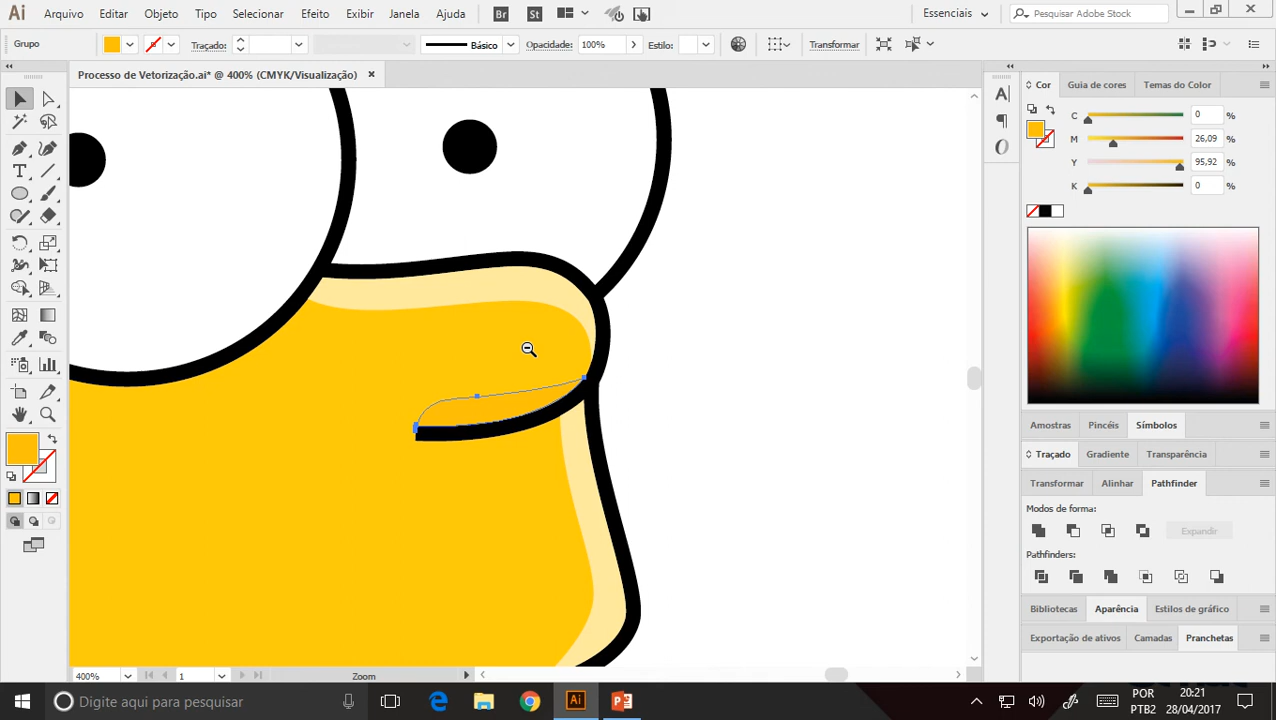 Ai Arquivo Editar Objeto Tipo Selecionar Efeito Exibir Janela Ajuda Br St Essenciais Pesquisar Adobe Stock
Grupo Traçado: Básico Opacidade: 100% Estilo: Transformar
Processo de Vetorização.ai* @ 400% (CMYK/Visualização) ×
Cor Guia de cores Temas do Color
C 0 %
M 26,09 %
Y 95,92 %
K 0 %
Amostras Pincéis Símbolos
Traçado Gradiente Transparência
Transformar Alinhar Pathfinder
Modos de forma:
Expandir
Pathfinders:
Bibliotecas Aparência Estilos de gráfico
Exportação de ativos Camadas Pranchetas
400% 1 Zoom
Digite aqui para pesquisar
POR
PTB2
20:21
28/04/2017